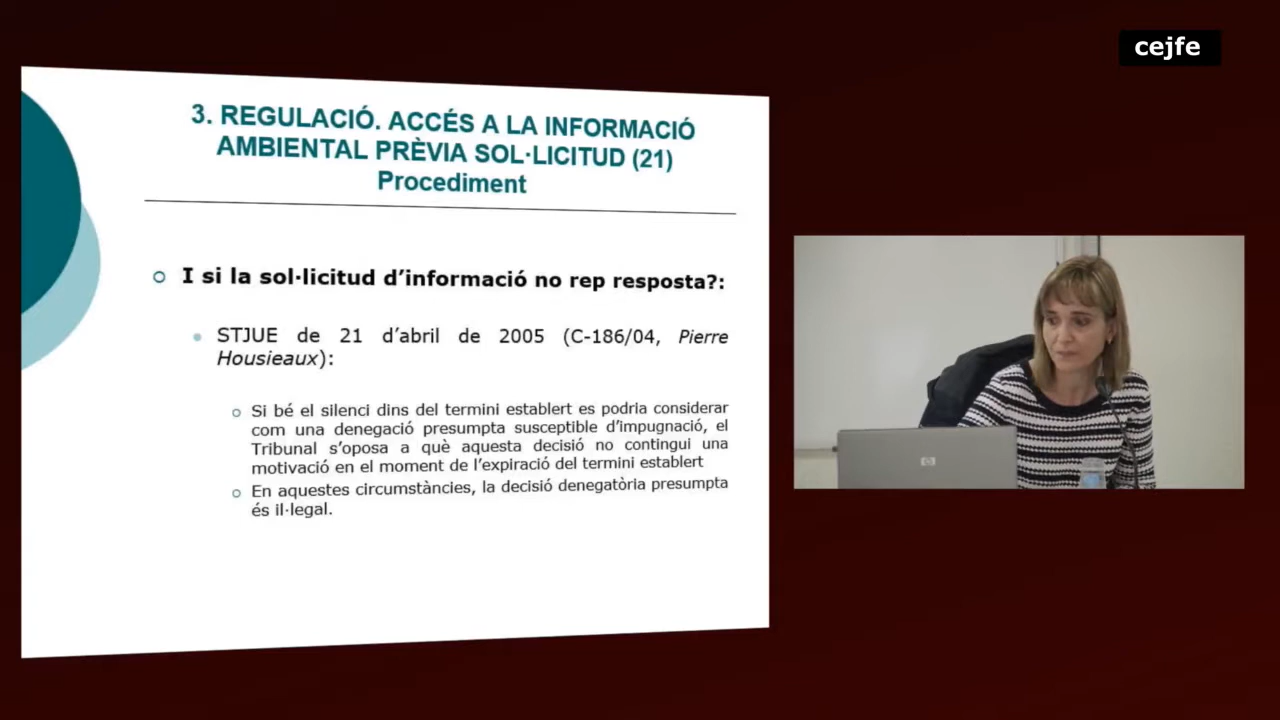 cejfe
3. REGULACIÓ. ACCÉS A LA INFORMACIÓ
AMBIENTAL PRÈVIA SOL·LICITUD (21)
Procediment
I si la sol·licitud d’informació no rep resposta?:
STJUE de 21 d’abril de 2005 (C-186/04, Pierre
Housieaux):
Si bé el silenci dins del termini establert es podria considerar
com una denegació presumpta susceptible d’impugnació, el
Tribunal s’oposa a què aquesta decisió no contingui una
motivació en el moment de l’expiració del termini establert
En aquestes circumstàncies, la decisió denegatòria presumpta
és il·legal.
hp